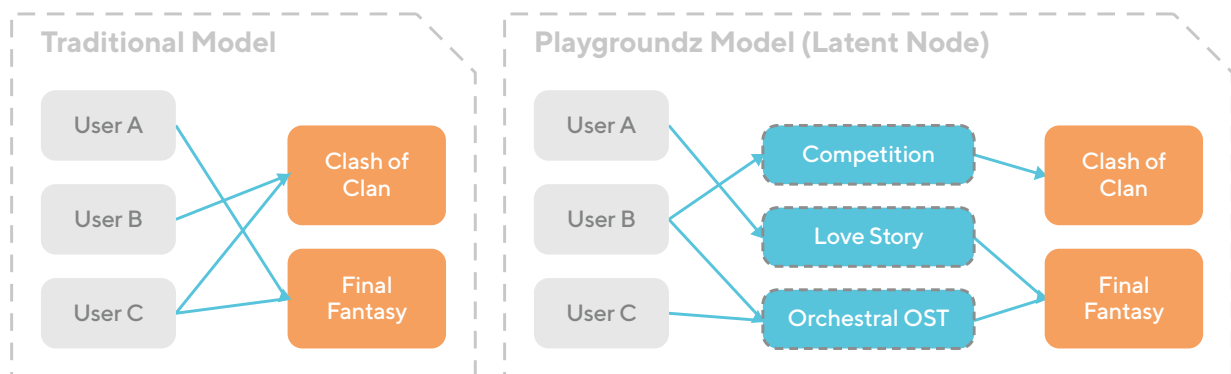 Traditional Model
User A
User B
User C
Clash of
Clan
Final
Fantasy
Playgroundz Model (Latent Node)
User A
User B
User C
Competition
Love Story
Orchestral OST
Clash of
Clan
Final
Fantasy